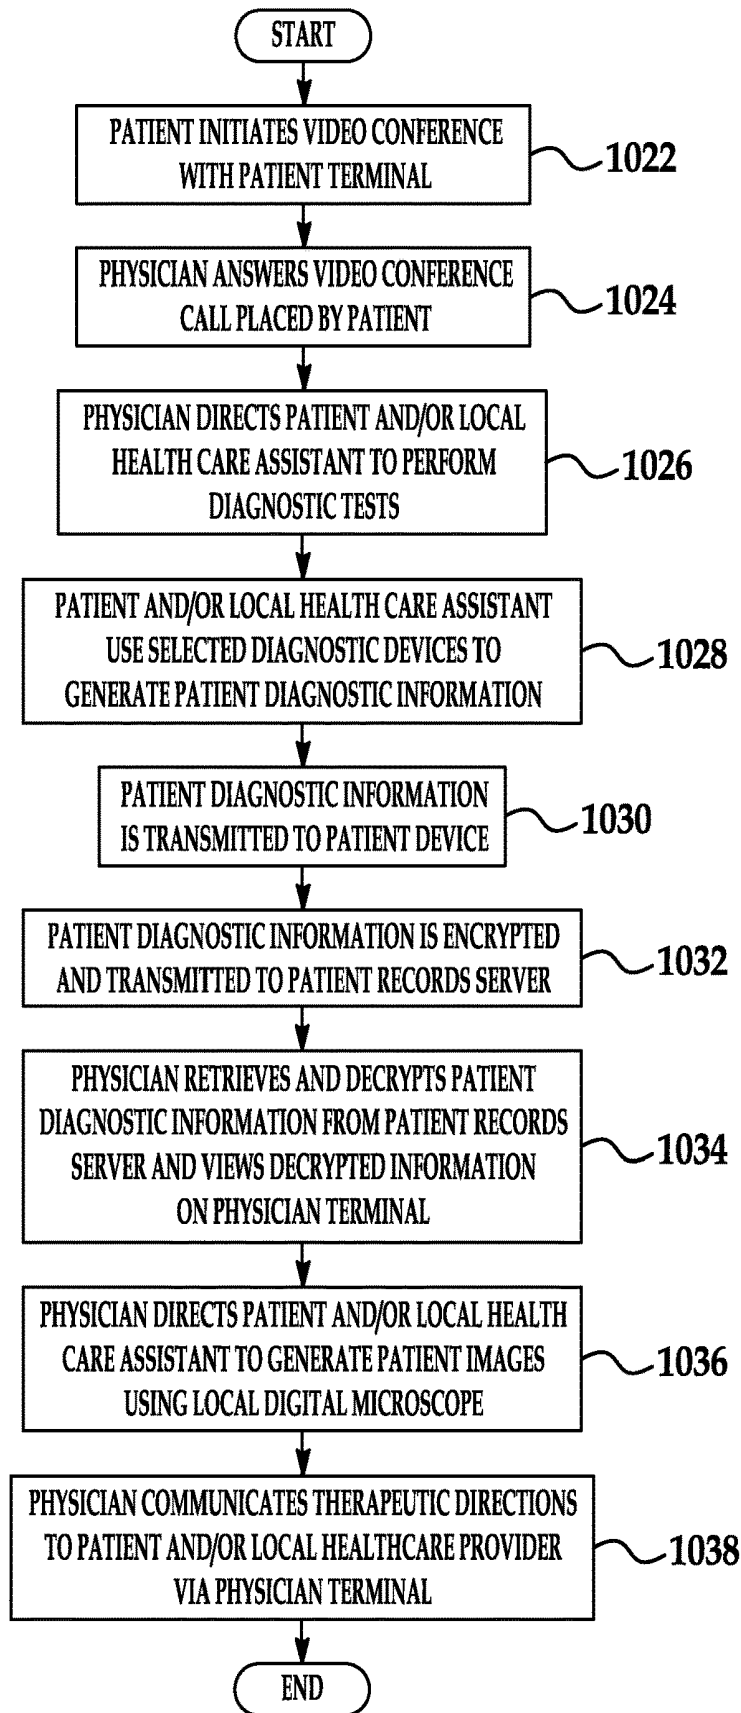 START
PATIENT INITIATES VIDEO CONFERENCE
WITH PATIENT TERMINAL
1022
PHYSICIAN ANSWERS VIDEO CONFERENCE
CALL PLACED BY PATIENT
1024
PHYSICIAN DIRECTS PATIENT AND/OR LOCAL
HEALTH CARE ASSISTANT TO PERFORM
DIAGNOSTIC TESTS
1026
PATIENT AND/OR LOCAL HEALTH CARE ASSISTANT
USE SELECTED DIAGNOSTIC DEVICES TO
GENERATE PATIENT DIAGNOSTIC INFORMATION
1028
PATIENT DIAGNOSTIC INFORMATION
IS TRANSMITTED TO PATIENT DEVICE
1030
PATIENT DIAGNOSTIC INFORMATION IS ENCRYPTED
AND TRANSMITTED TO PATIENT RECORDS SERVER
1032
PHYSICIAN RETRIEVES AND DECRYPTS PATIENT
DIAGNOSTIC INFORMATION FROM PATIENT RECORDS
SERVER AND VIEWS DECRYPTED INFORMATION
ON PHYSICIAN TERMINAL
1034
PHYSICIAN DIRECTS PATIENT AND/OR LOCAL HEALTH
CARE ASSISTANT TO GENERATE PATIENT IMAGES
USING LOCAL DIGITAL MICROSCOPE
1036
PHYSICIAN COMMUNICATES THERAPEUTIC DIRECTIONS
TO PATIENT AND/OR LOCAL HEALTHCARE PROVIDER
VIA PHYSICIAN TERMINAL
1038
END